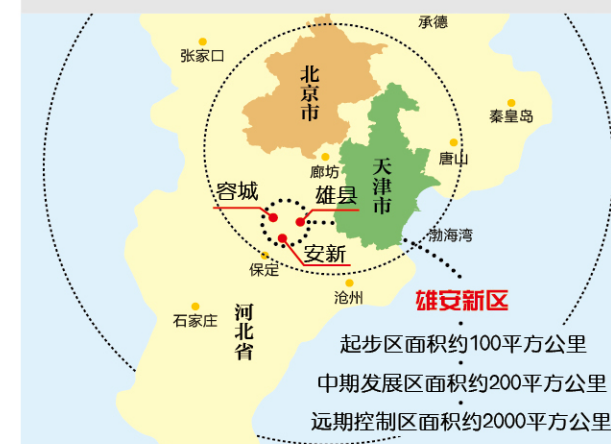 承德
张家口
北京市
秦皇岛
唐山
廊坊
天津市
容城
雄县
渤海湾
安新
保定
沧州
雄安新区
石家庄
河北省
起步区面积约100平方公里
中期发展区面积约200平方公里
远期控制区面积约2000平方公里